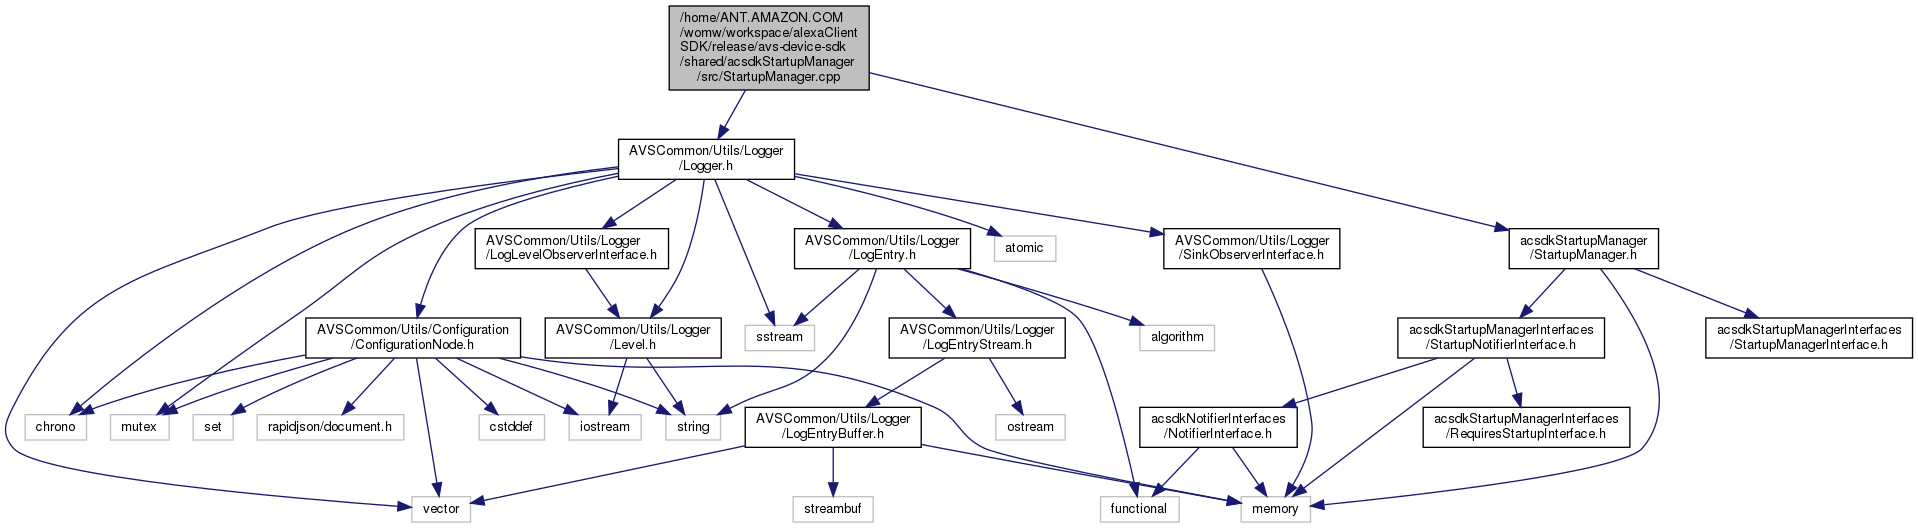 /home/ANT.AMAZON.COM
/womw/workspace/alexaClient
SDK/release/avs-device-sdk
/shared/acsdkStartupManager
/src/StartupManager.cpp
AVSCommon/Utils/Logger
/Logger.h
AVSCommon/Utils/Logger
/LogLevelObserverInterface.h
AVSCommon/Utils/Logger
/LogEntry.h
atomic
AVSCommon/Utils/Logger
/SinkObserverInterface.h
acsdkStartupManager
/StartupManager.h
AVSCommon/Utils/Configuration
/ConfigurationNode.h
AVSCommon/Utils/Logger
/Level.h
sstream
AVSCommon/Utils/Logger
/LogEntryStream.h
algorithm
acsdkStartupManagerInterfaces
/StartupNotifierInterface.h
acsdkStartupManagerInterfaces
/StartupManagerInterface.h
chrono
mutex
set
rapidjson/document.h
cstddef
iostream
string
AVSCommon/Utils/Logger
/LogEntryBuffer.h
ostream
acsdkNotifierInterfaces
/NotifierInterface.h
acsdkStartupManagerInterfaces
/RequiresStartupInterface.h
vector
streambuf
functional
memory